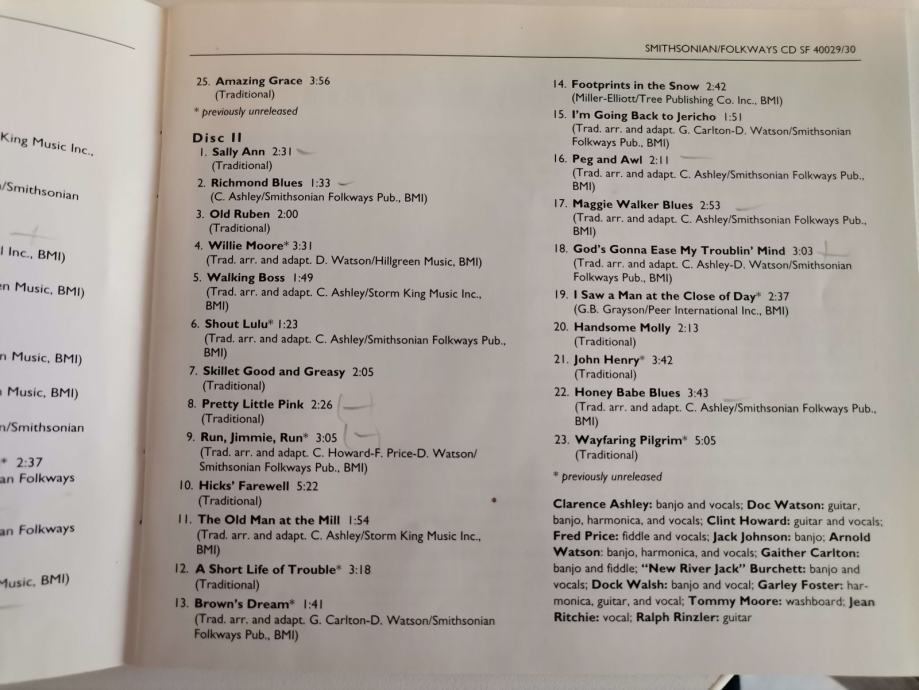 King Music Inc.,
/Smithsonian
l Inc., BMI)
en Music, BMI)
n Music, BMI)
Music, BMI)
n/Smithsonian
* 2:37
an Folkways
an Folkways
Music, BMI)
SMITHSONIAN/FOLKWAYS CD SF 40029/30
25. Amazing Grace 3:56
(Traditional)
* previously unreleased
Disc II
1. Sally Ann 2:31
(Traditional)
2. Richmond Blues 1:33
(C. Ashley/Smithsonian Folkways Pub., BMI)
3. Old Ruben 2:00
(Traditional)
4. Willie Moore* 3:31
(Trad. arr. and adapt. D. Watson/Hillgreen Music, BMI)
5. Walking Boss 1:49
(Trad. arr. and adapt. C. Ashley/Storm King Music Inc.,
BMI)
6. Shout Lulu* 1:23
(Trad. arr. and adapt. C. Ashley/Smithsonian Folkways Pub.,
BMI)
7. Skillet Good and Greasy 2:05
(Traditional)
8. Pretty Little Pink 2:26
(Traditional)
9. Run, Jimmie, Run* 3:05
(Trad. arr. and adapt. C. Howard-F. Price-D. Watson/
Smithsonian Folkways Pub., BMI)
10. Hicks' Farewell 5:22
(Traditional)
11. The Old Man at the Mill 1:54
(Trad. arr. and adapt. C. Ashley/Storm King Music Inc.,
BMI)
12. A Short Life of Trouble* 3:18
(Traditional)
13. Brown's Dream* 1:41
(Trad. arr. and adapt. G. Carlton-D. Watson/Smithsonian
Folkways Pub., BMI)
14. Footprints in the Snow 2:42
(Miller-Elliott/Tree Publishing Co. Inc., BMI)
15. I'm Going Back to Jericho 1:51
(Trad. arr. and adapt. G. Carlton-D. Watson/Smithsonian
Folkways Pub., BMI)
16. Peg and Awl 2:11
(Trad. arr. and adapt. C. Ashley/Smithsonian Folkways Pub.,
BMI)
17. Maggie Walker Blues 2:53
(Trad. arr. and adapt. C. Ashley/Smithsonian Folkways Pub.,
BMI)
18. God's Gonna Ease My Troublin' Mind 3:03
(Trad. arr. and adapt. C. Ashley-D. Watson/Smithsonian
Folkways Pub., BMI)
19. I Saw a Man at the Close of Day* 2:37
(G.B. Grayson/Peer International Inc., BMI)
20. Handsome Molly 2:13
(Traditional)
21. John Henry* 3:42
(Traditional)
22. Honey Babe Blues 3:43
(Trad. arr. and adapt. C. Ashley/Smithsonian Folkways Pub.,
BMI)
23. Wayfaring Pilgrim* 5:05
(Traditional)
* previously unreleased
Clarence Ashley: banjo and vocals; Doc Watson: guitar,
banjo, harmonica, and vocals; Clint Howard: guitar and vocals;
Fred Price: fiddle and vocals; Jack Johnson: banjo; Arnold
Watson: banjo, harmonica, and vocals; Gaither Carlton:
banjo and fiddle; "New River Jack" Burchett: banjo and
vocals; Dock Walsh: banjo and vocal; Garley Foster: har-
monica, guitar, and vocal; Tommy Moore: washboard; Jean
Ritchie: vocal; Ralph Rinzler: guitar